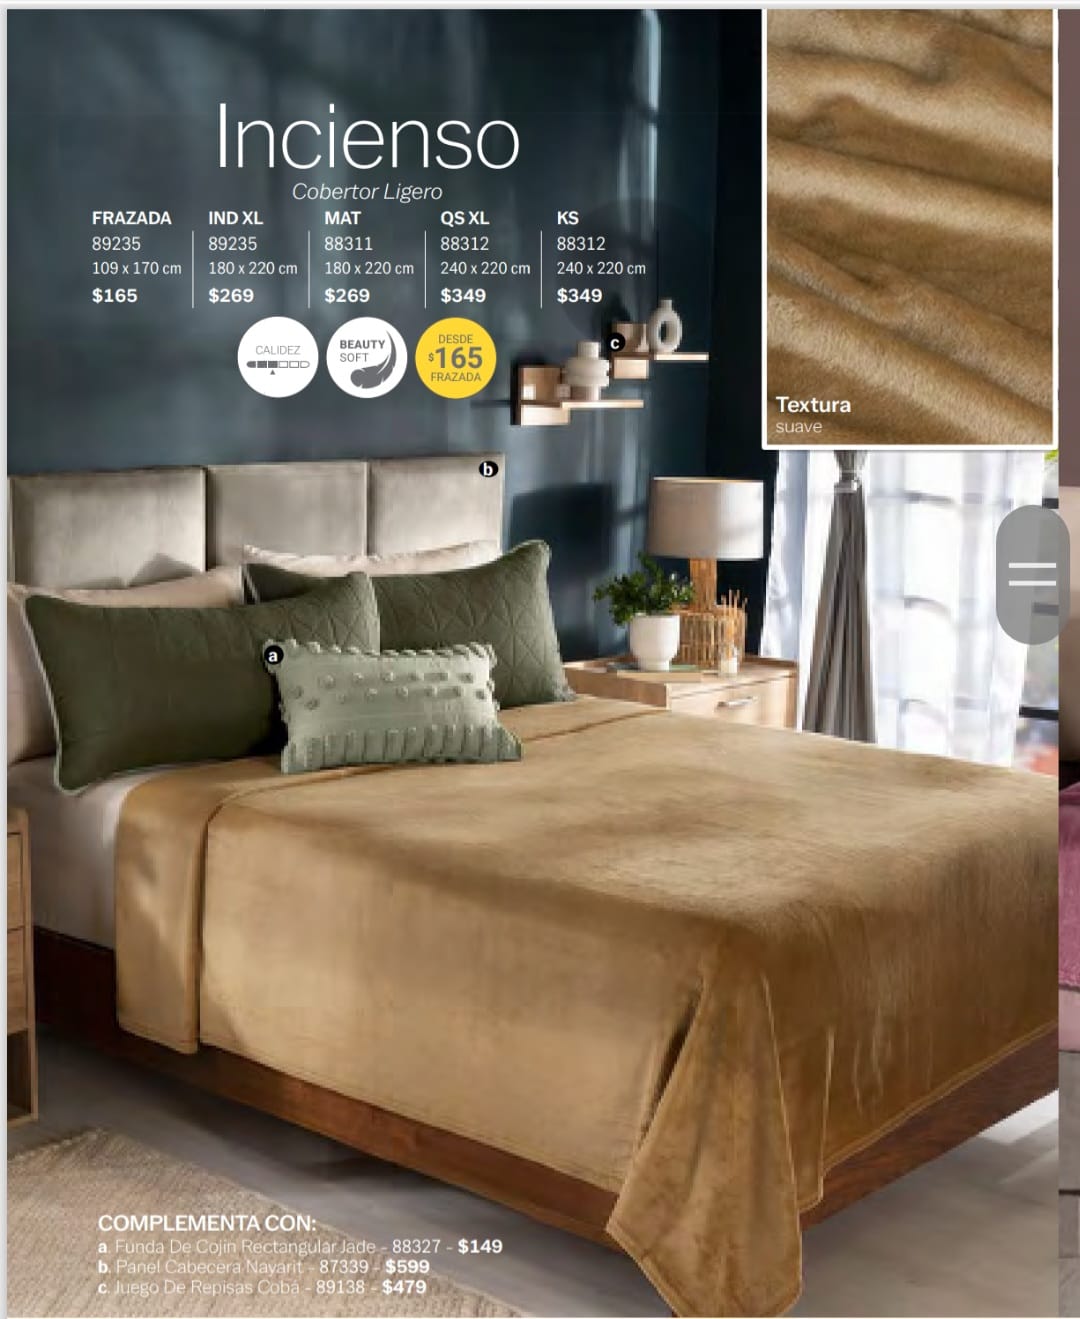 Incienso
Cobertor Ligero
FRAZADA IND XL MAT QS XL KS
89235 89235 88311 88312 88312
109 x 170 cm 180 x 220 cm 180 x 220 cm 240 x 220 cm 240 x 220 cm
$165 $269 $269 $349 $349
CALIDEZ
BEAUTY
SOFT
DESDE
$165
FRAZADA
c
Textura
suave
b
a
COMPLEMENTA CON:
a. Funda De Cojín Rectangular Jade - 88327 - $149
b. Panel Cabecera Nayarit - 87339 - $599
c. Juego De Repisas Cobá - 89138 - $479